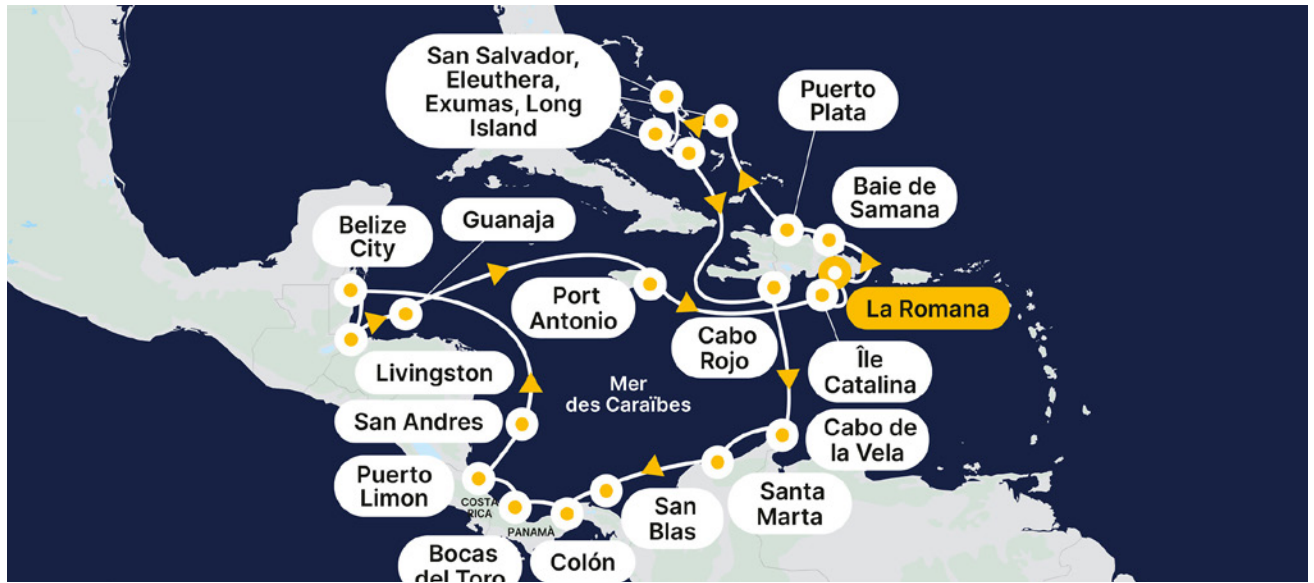 San Salvador,
Eleuthera,
Exumas, Long
Island
Puerto
Plata
Baie de
Samana
Belize
City
Guanaja
Port
Antonio
La Romana
Cabo
Rojo
Île
Catalina
Livingston
Mer
des Caraïbes
San Andres
Cabo de
la Vela
Puerto
Limon
Santa
Marta
San
Blas
COSTA
RICA
PANAMÀ
Colón
Bocas
del Toro